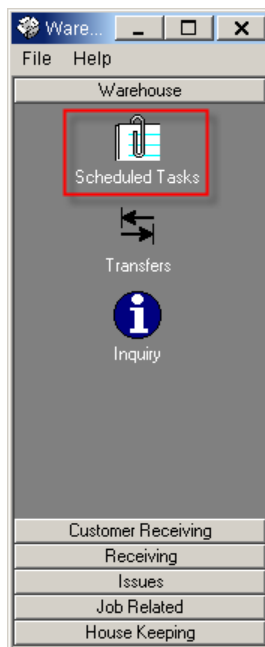 Ware...
File Help
Warehouse
Scheduled Tasks
Transfers
Inquiry
Customer Receiving
Receiving
Issues
Job Related
House Keeping